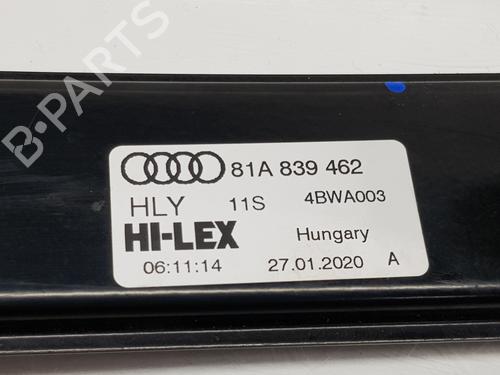 B-PARTS
81A 839 462
HLY 11S 4BWA003
HI-LEX Hungary
06:11:14 27.01.2020 A